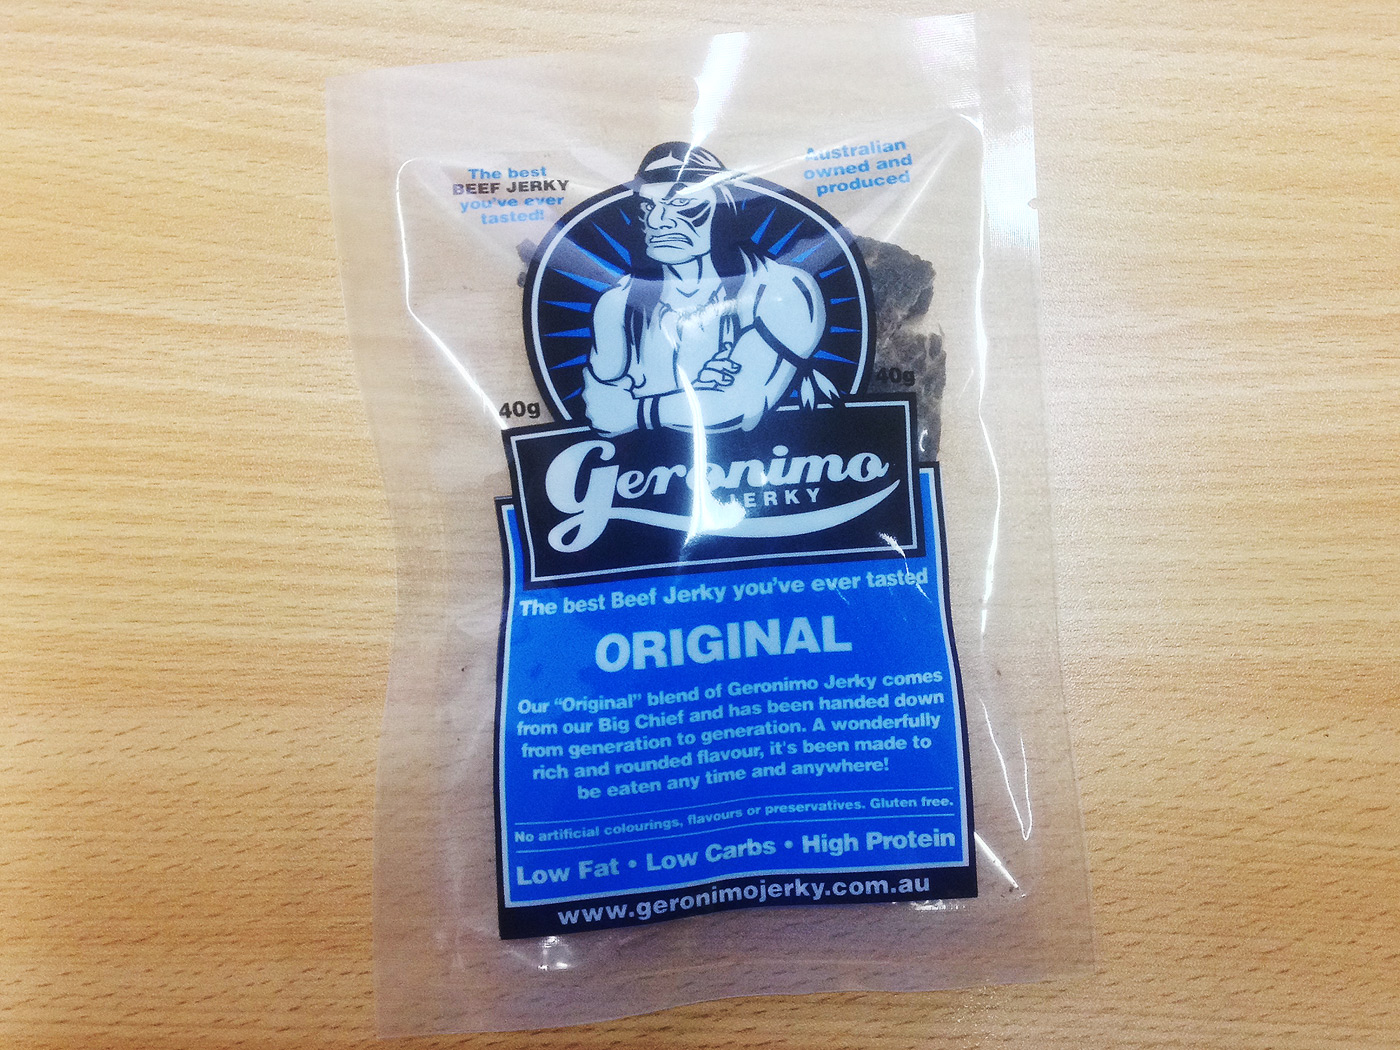 The best
BEEF JERKY
you've ever
tasted!
Australian
owned and
produced
40g
40g
Geronimo
JERKY
The best Beef Jerky you've ever tasted
ORIGINAL
Our "Original" blend of Geronimo Jerky comes
from our Big Chief and has been handed down
from generation to generation. A wonderfully
rich and rounded flavour, it's been made to
be eaten any time and anywhere!
No artificial colourings, flavours or preservatives. Gluten free.
Low Fat • Low Carbs • High Protein
www.geronimojerky.com.au